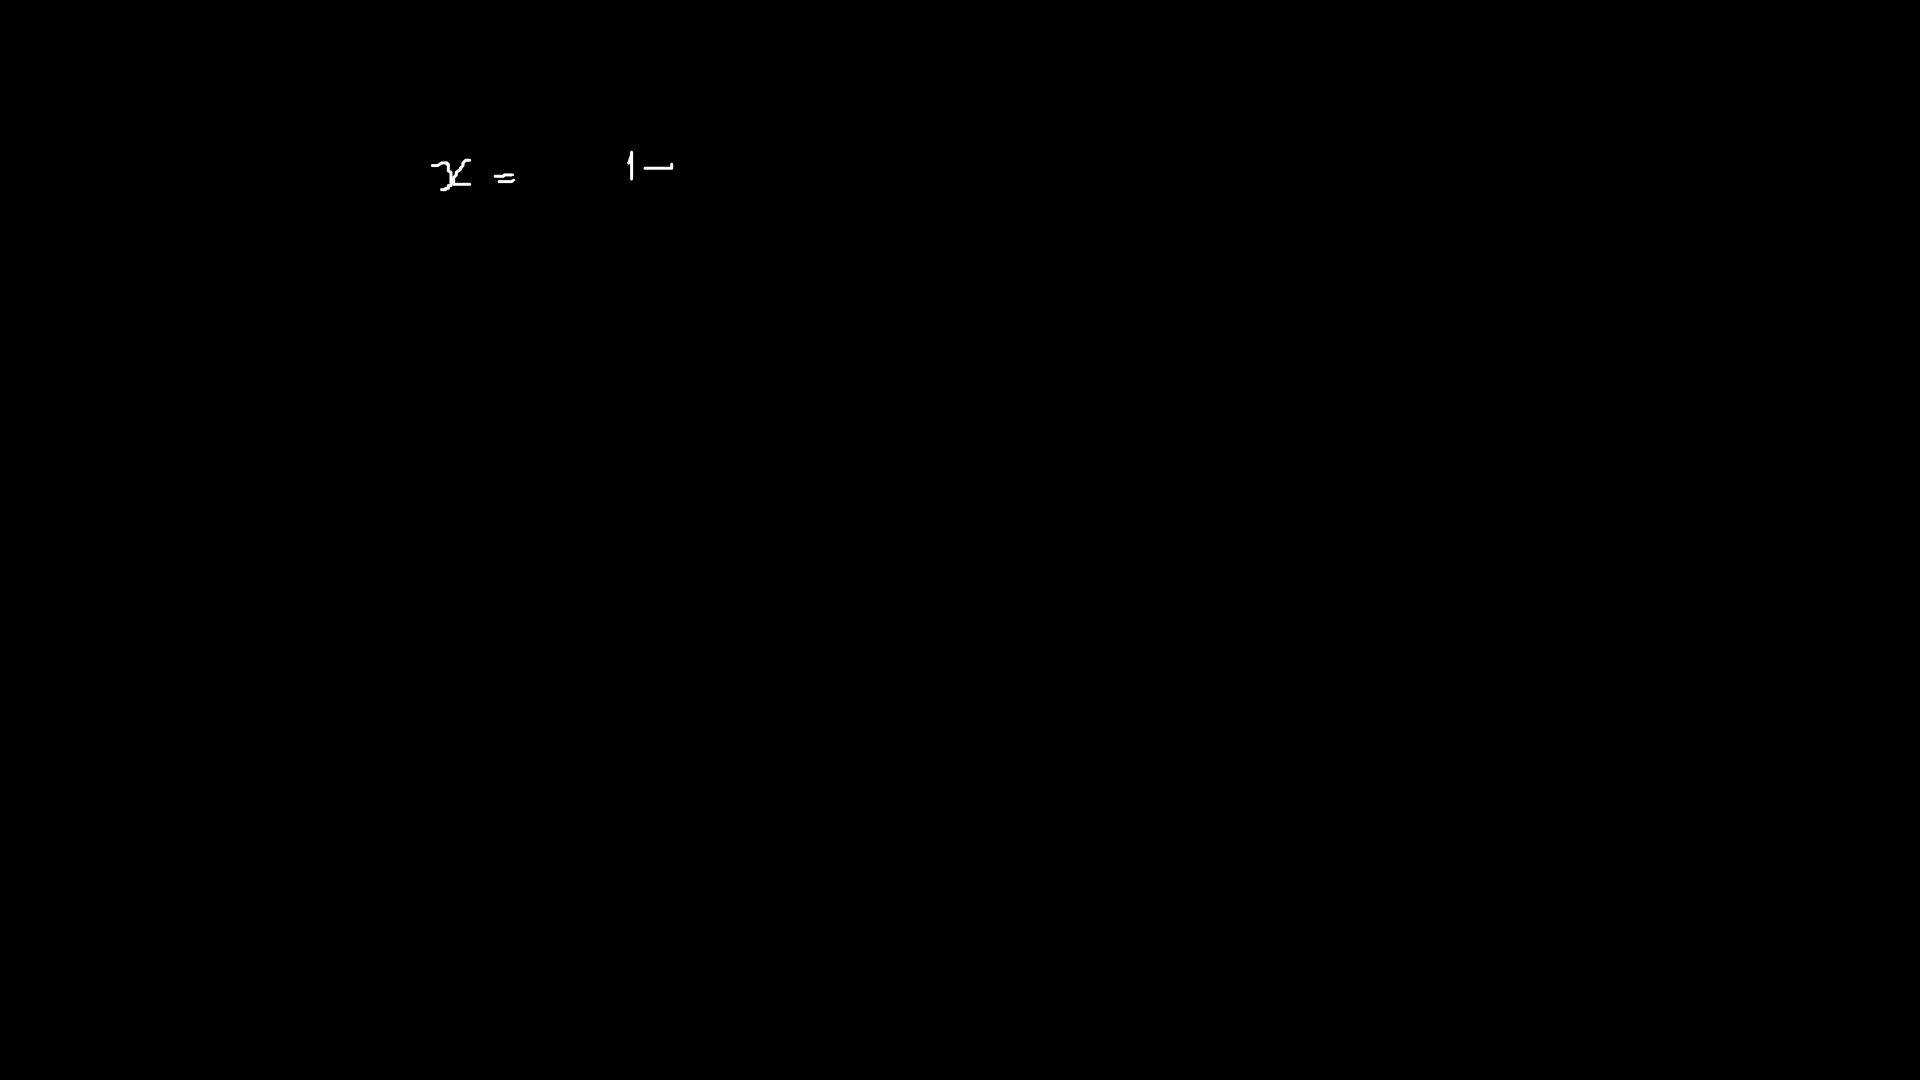 x = 1-